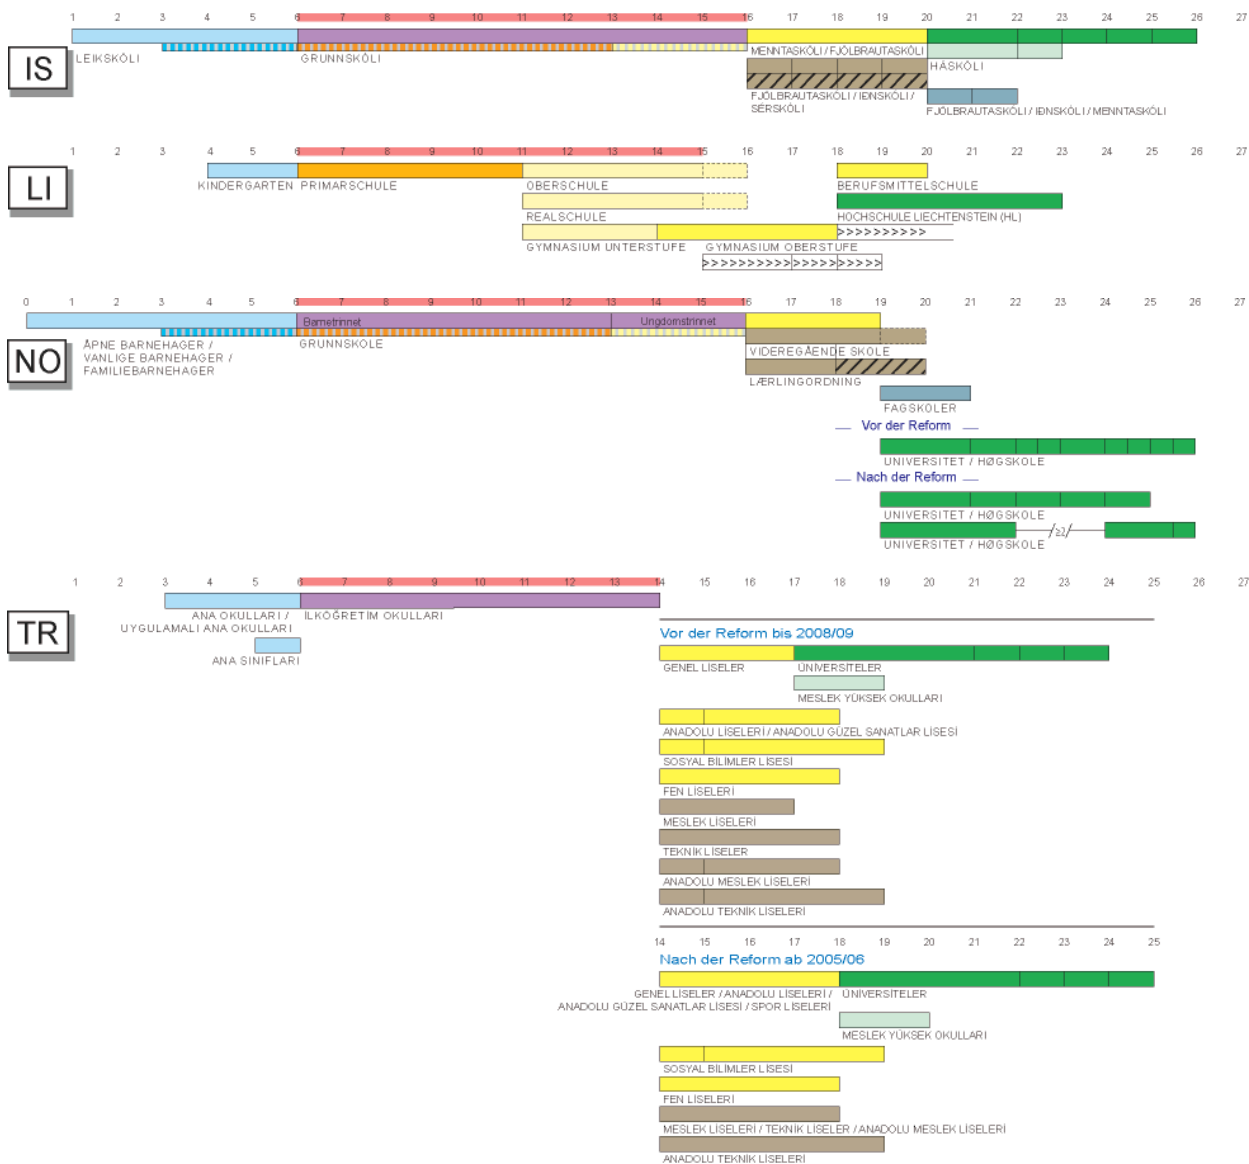 1 2 3 4 5 6 7 8 9 10 11 12 13 14 15 16 17 18 19 20 21 22 23 24 25 26 27
IS
LEIKSKÓLI
GRUNNSKÓLI
MENNTASKÓLI / FJÖLBRAUTASKÓLI
HÁSKÓLI
FJÖLBRAUTASKÓLI / IÐNSKÓLI /
SÉRSKÓLI
FJÖLBRAUTASKÓLI / IÐNSKÓLI / MENNTASKÓLI
1 2 3 4 5 6 7 8 9 10 11 12 13 14 15 16 17 18 19 20 21 22 23 24 25 26 27
LI
KINDERGARTEN
PRIMARSCHULE
OBERSCHULE
BERUFSMITTELSCHULE
REALSCHULE
HOCHSCHULE LIECHTENSTEIN (HL)
>>>>>>>>>>
GYMNASIUM UNTERSTUFE
GYMNASIUM OBERSTUFE
>>>>>>>>>>>>>>>>>>>>
0 1 2 3 4 5 6 7 8 9 10 11 12 13 14 15 16 17 18 19 20 21 22 23 24 25 26 27
NO
Barnetrinnet
Ungdomstrinnet
ÅPNE BARNEHAGER /
VANLIGE BARNEHAGER /
FAMILIEBARNEHAGER
GRUNNSKOLE
VIDEREGÅENDE SKOLE
LÆRLINGORDNING
FAGSKOLER
Vor der Reform
UNIVERSITET / HØGSKOLE
Nach der Reform
UNIVERSITET / HØGSKOLE
/≥2/
UNIVERSITET / HØGSKOLE
1 2 3 4 5 6 7 8 9 10 11 12 13 14 15 16 17 18 19 20 21 22 23 24 25 26 27
TR
ANA OKULLARI /
UYGULAMALI ANA OKULLARI
İLKÖĞRETİM OKULLARI
ANA SINIFLARI
Vor der Reform bis 2008/09
GENEL LİSELER
ÜNİVERSİTELER
MESLEK YÜKSEK OKULLARI
ANADOLU LİSELERİ / ANADOLU GÜZEL SANATLAR LİSESİ
SOSYAL BİLİMLER LİSESİ
FEN LİSELERİ
MESLEK LİSELERİ
TEKNİK LİSELER
ANADOLU MESLEK LİSELERİ
ANADOLU TEKNİK LİSELERİ
14 15 16 17 18 19 20 21 22 23 24 25
Nach der Reform ab 2005/06
GENEL LİSELER / ANADOLU LİSELERİ /
ANADOLU GÜZEL SANATLAR LİSESİ / SPOR LİSELERİ
ÜNİVERSİTELER
MESLEK YÜKSEK OKULLARI
SOSYAL BİLİMLER LİSESİ
FEN LİSELERİ
MESLEK LİSELERİ / TEKNİK LİSELER / ANADOLU MESLEK LİSELERİ
ANADOLU TEKNİK LİSELERİ